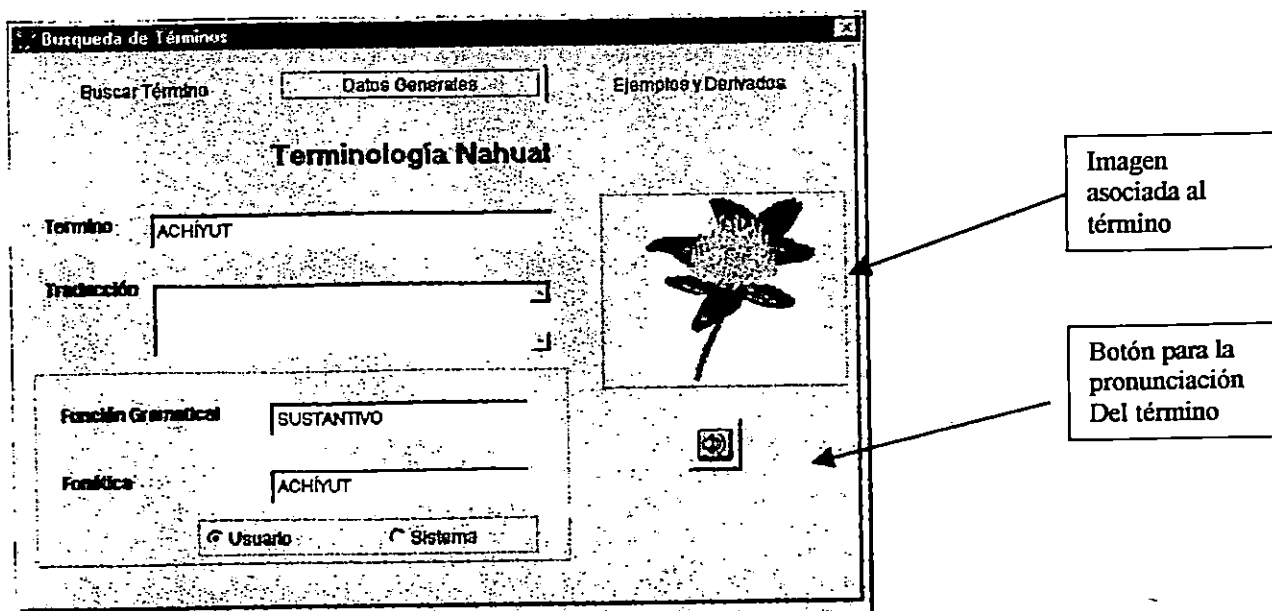 Busqueda de Términos
Buscar Término
Datos Generales
Ejemplos y Derivados
Terminología Nahuat
Termino
ACHÍYUT
Traducción
Función Gramatical
SUSTANTIVO
Fonética
ACHÍYUT
Usuario
Sistema
Imagen
asociada al
término
Botón para la
pronunciación
Del término